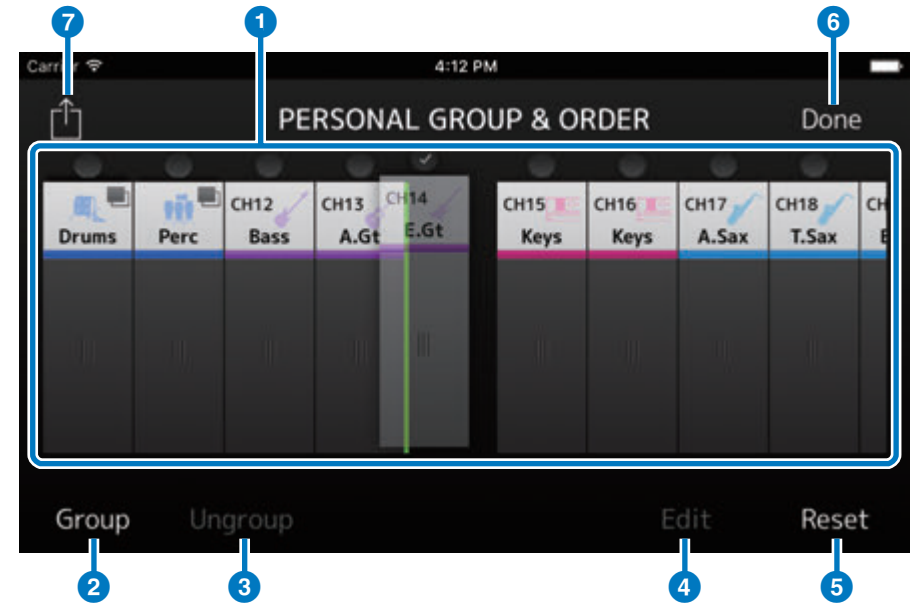 7 1 6
Carrier 4:12 PM
PERSONAL GROUP & ORDER Done
CH12 CH13 CH14 CH15 CH16 CH17 CH18 CH
Drums Perc Bass A.Gt E.Gt Keys Keys A.Sax T.Sax
Group Ungroup Edit Reset
2 3 4 5